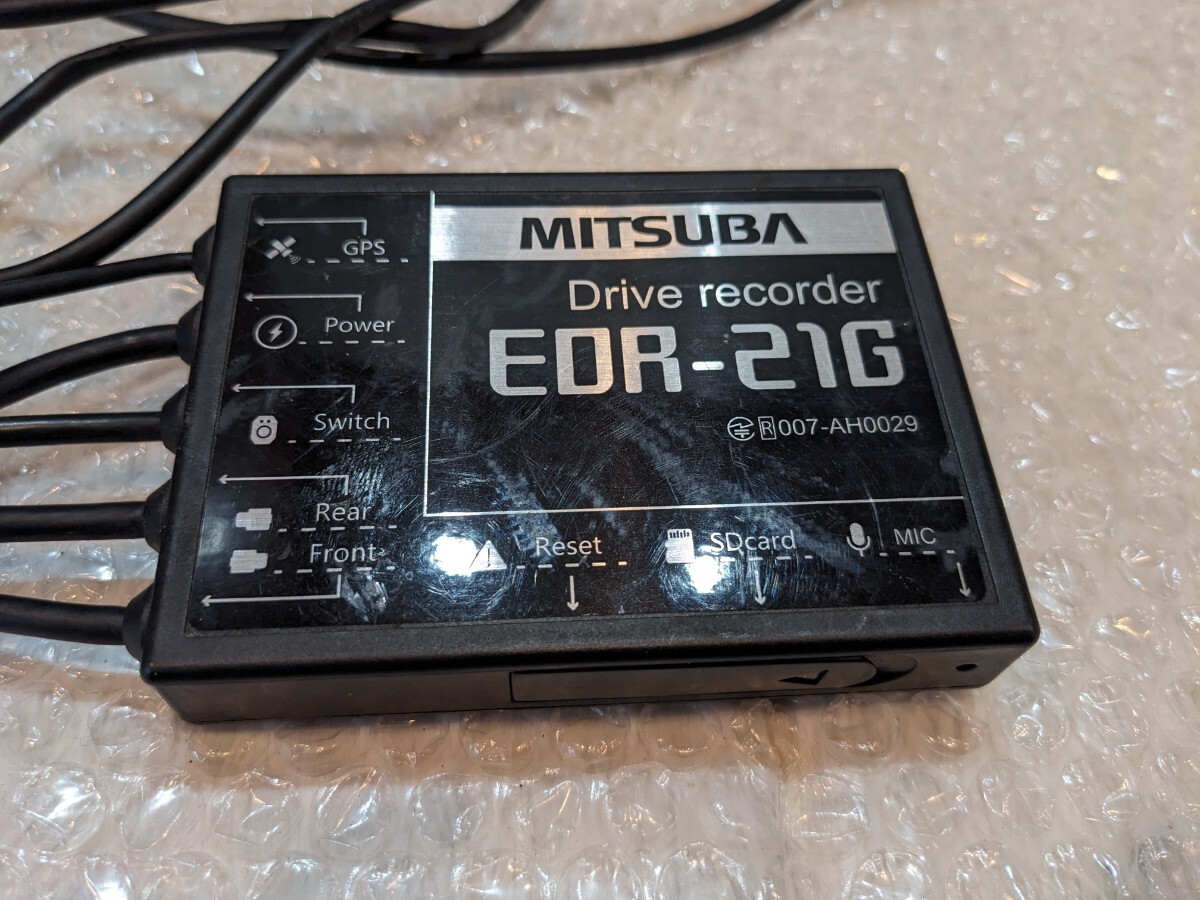 MITSUBA
Drive recorder
EDR-21G
R 007-AH0029
GPS
Power
Switch
Rear
Front
Reset
SDcard
MIC